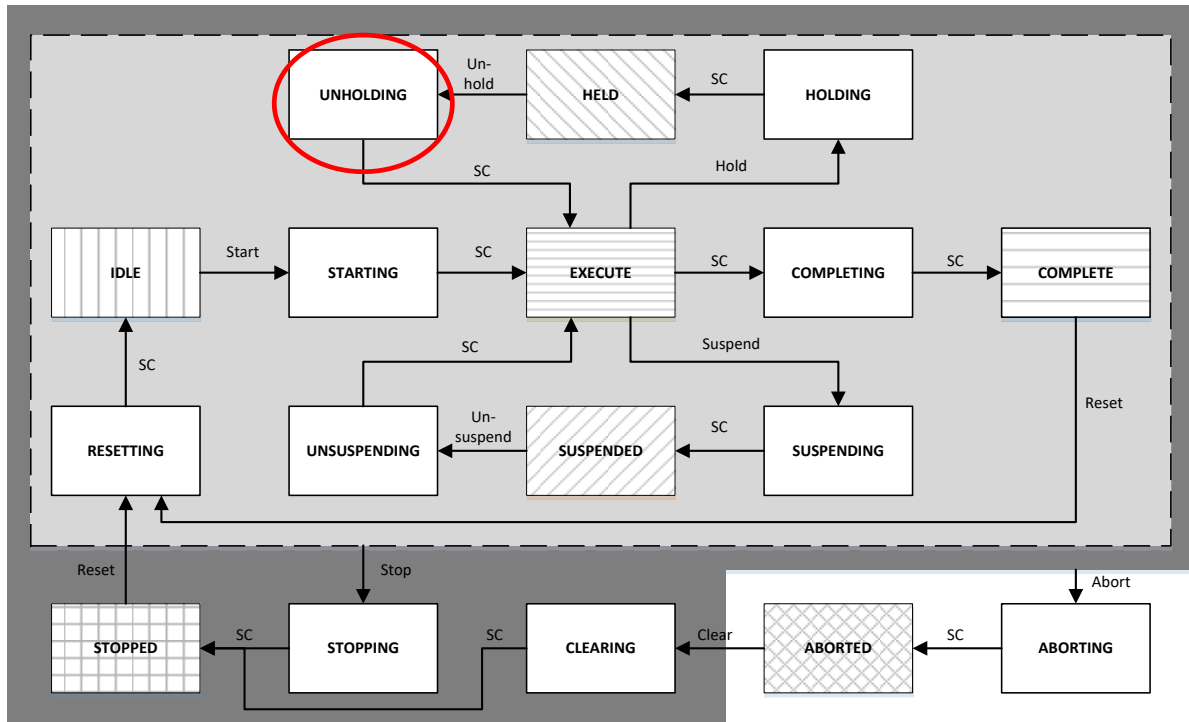 UNHOLDING
Un-
hold
HELD
SC
HOLDING
SC
Hold
IDLE
Start
STARTING
SC
EXECUTE
SC
COMPLETING
SC
COMPLETE
SC
SC
Suspend
Reset
RESETTING
UNSUSPENDING
Un-
suspend
SUSPENDED
SC
SUSPENDING
Reset
Stop
Abort
STOPPED
SC
STOPPING
SC
CLEARING
Clear
ABORTED
SC
ABORTING